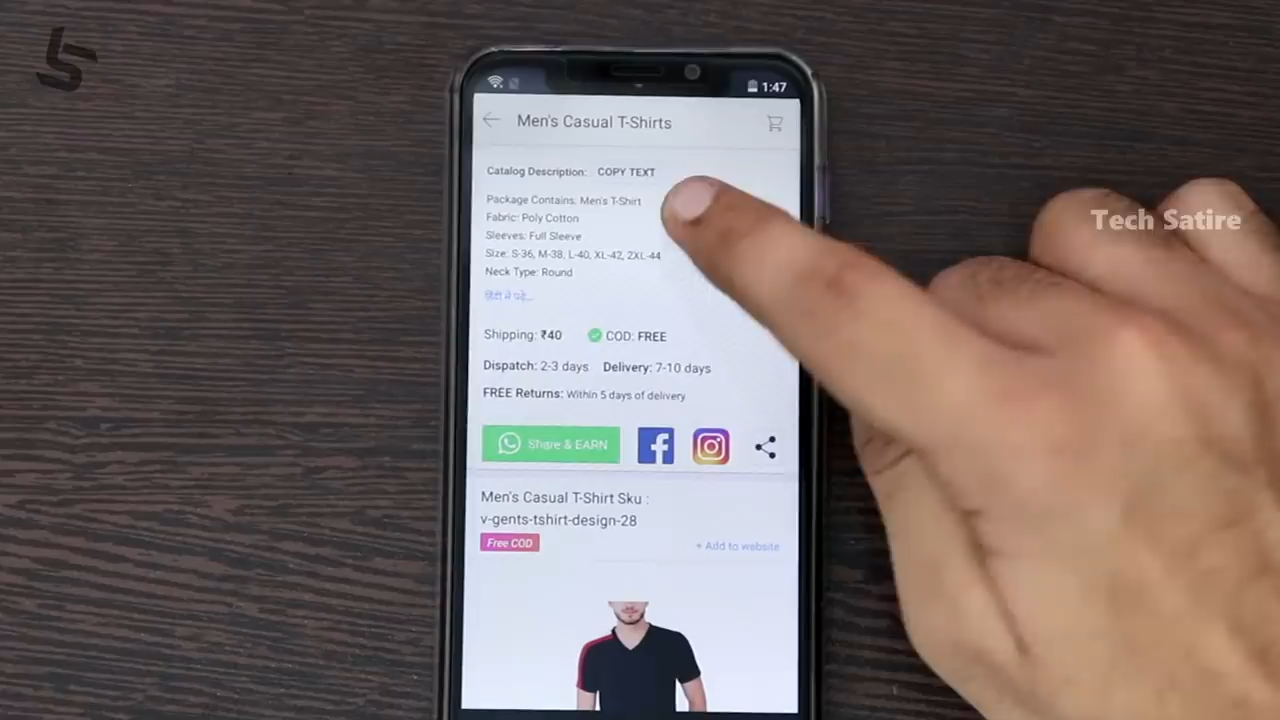 1:47
Men's Casual T-Shirts
Catalog Description: COPY TEXT
Package Contains: Men's T-Shirt
Fabric: Poly Cotton
Sleeves: Full Sleeve
Size: S-36, M-38, L-40, XL-42, 2XL-44
Neck Type: Round
हिंदी में पढ़े...
Shipping: ₹40 COD: FREE
Dispatch: 2-3 days Delivery: 7-10 days
FREE Returns: Within 5 days of delivery
Share & EARN
Men's Casual T-Shirt Sku :
v-gents-tshirt-design-28
Free COD
+ Add to website
Tech Satire